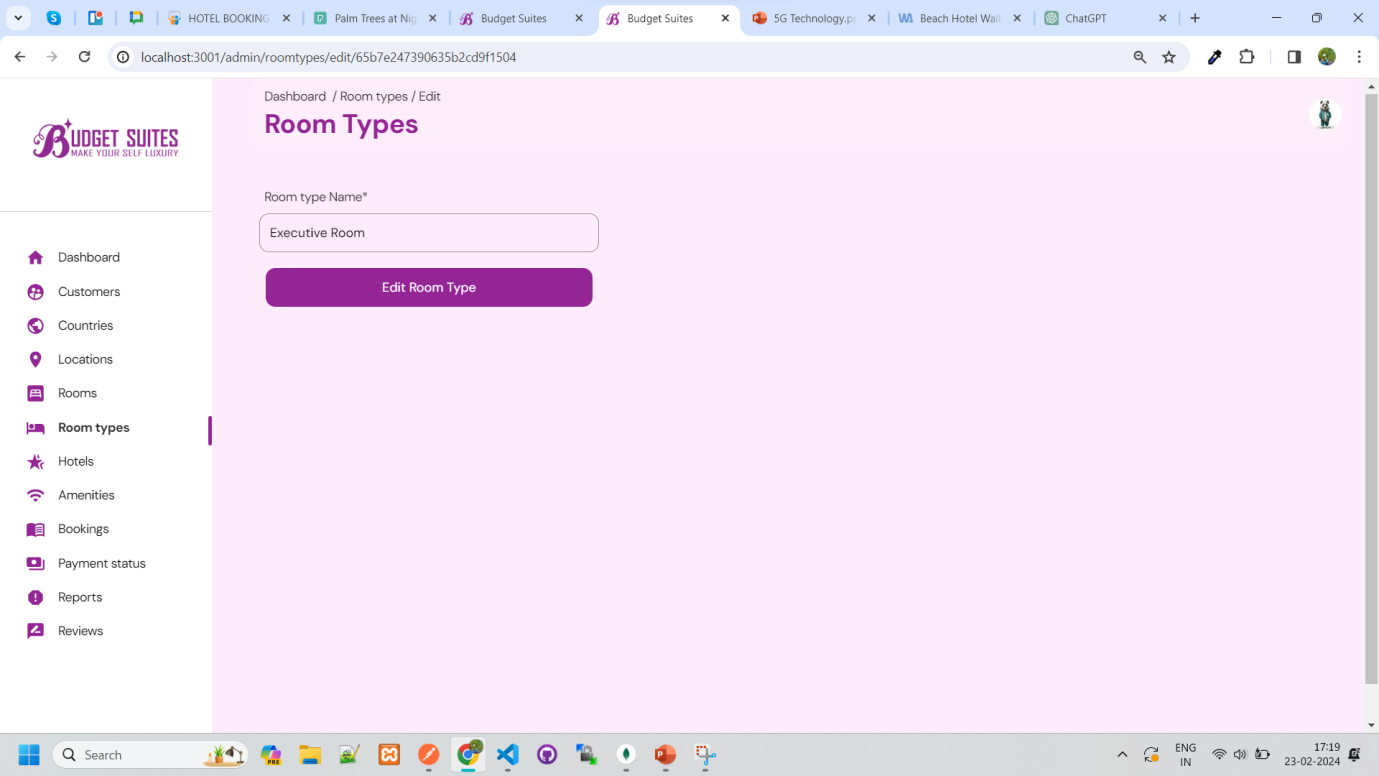 HOTEL BOOKING
Palm Trees at Nig
Budget Suites
Budget Suites
5G Technology.pp
Beach Hotel Wall
ChatGPT
localhost:3001/admin/roomtypes/edit/65b7e247390635b2cd9f1504
BUDGET SUITES
MAKE YOUR SELF LUXURY
Dashboard / Room types / Edit
Room Types
Room type Name*
Executive Room
Edit Room Type
Dashboard
Customers
Countries
Locations
Rooms
Room types
Hotels
Amenities
Bookings
Payment status
Reports
Reviews
Search
PRE
ENG
IN
17:19
23-02-2024